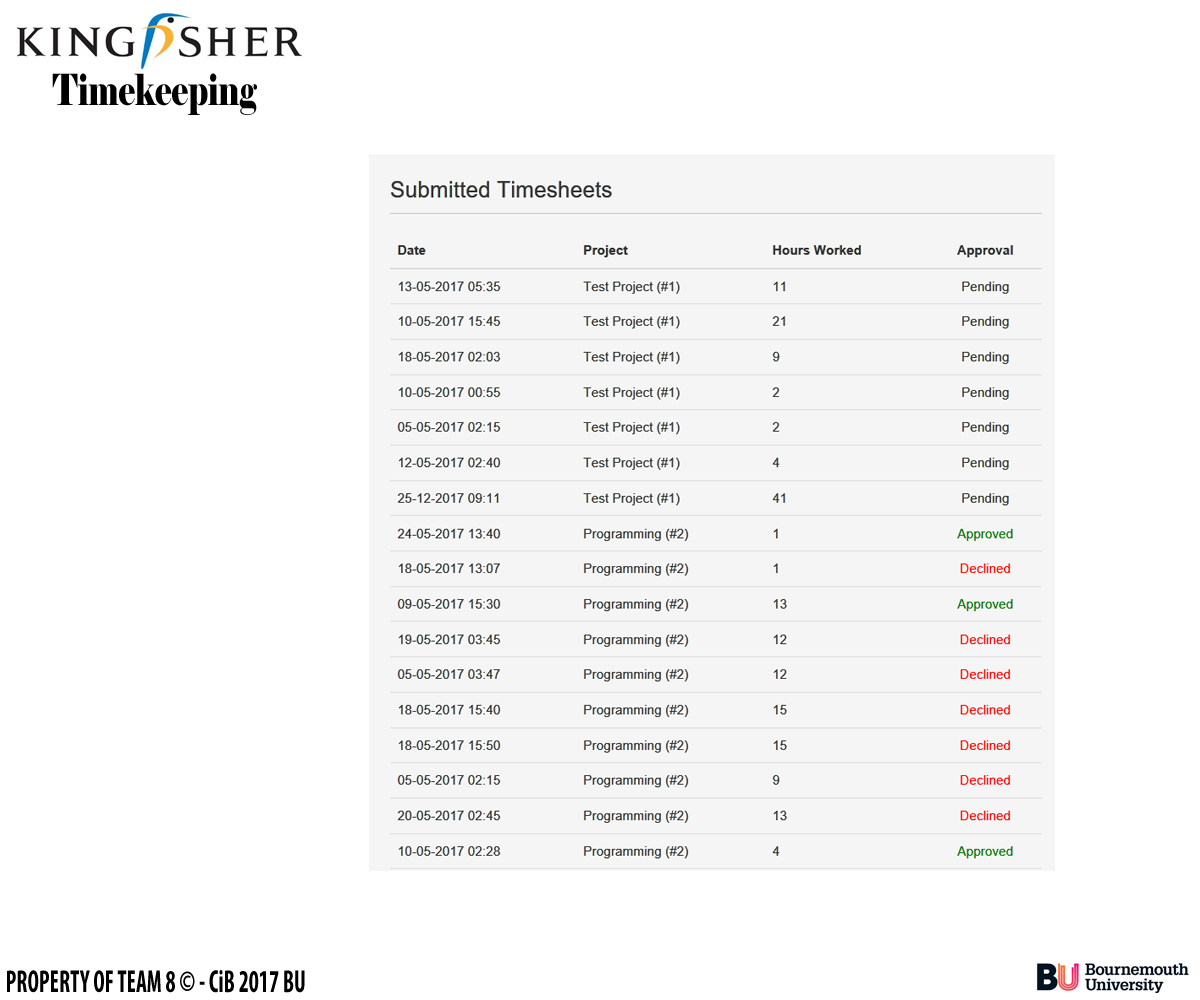 KINGFISHER
Timekeeping
Submitted Timesheets
Date Project Hours Worked Approval
13-05-2017 05:35 Test Project (#1) 11 Pending
10-05-2017 15:45 Test Project (#1) 21 Pending
18-05-2017 02:03 Test Project (#1) 9 Pending
10-05-2017 00:55 Test Project (#1) 2 Pending
05-05-2017 02:15 Test Project (#1) 2 Pending
12-05-2017 02:40 Test Project (#1) 4 Pending
25-12-2017 09:11 Test Project (#1) 41 Pending
24-05-2017 13:40 Programming (#2) 1 Approved
18-05-2017 13:07 Programming (#2) 1 Declined
09-05-2017 15:30 Programming (#2) 13 Approved
19-05-2017 03:45 Programming (#2) 12 Declined
05-05-2017 03:47 Programming (#2) 12 Declined
18-05-2017 15:40 Programming (#2) 15 Declined
18-05-2017 15:50 Programming (#2) 15 Declined
05-05-2017 02:15 Programming (#2) 9 Declined
20-05-2017 02:45 Programming (#2) 13 Declined
10-05-2017 02:28 Programming (#2) 4 Approved
PROPERTY OF TEAM 8 © - CiB 2017 BU
BU Bournemouth
University